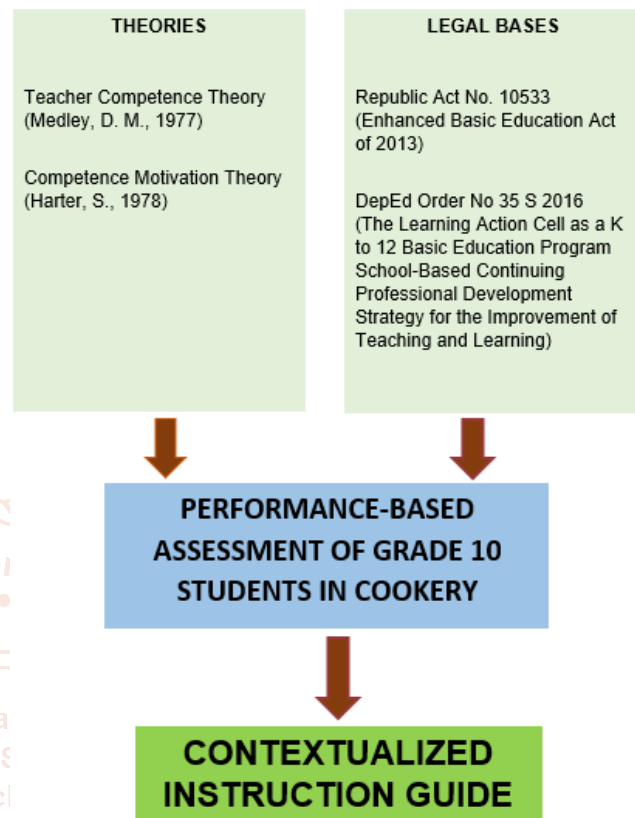 THEORIES
Teacher Competence Theory
(Medley, D. M., 1977)
Competence Motivation Theory
(Harter, S., 1978)
LEGAL BASES
Republic Act No. 10533
(Enhanced Basic Education Act
of 2013)
DepEd Order No 35 S 2016
(The Learning Action Cell as a K
to 12 Basic Education Program
School-Based Continuing
Professional Development
Strategy for the Improvement of
Teaching and Learning)
PERFORMANCE-BASED
ASSESSMENT OF GRADE 10
STUDENTS IN COOKERY
CONTEXTUALIZED
INSTRUCTION GUIDE